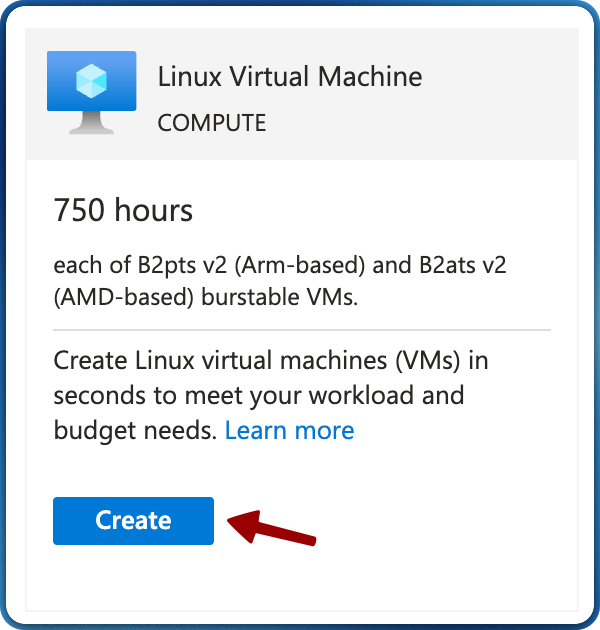 Linux Virtual Machine
COMPUTE
750 hours
each of B2pts v2 (Arm-based) and B2ats v2
(AMD-based) burstable VMs.
Create Linux virtual machines (VMs) in
seconds to meet your workload and
budget needs. Learn more
Create